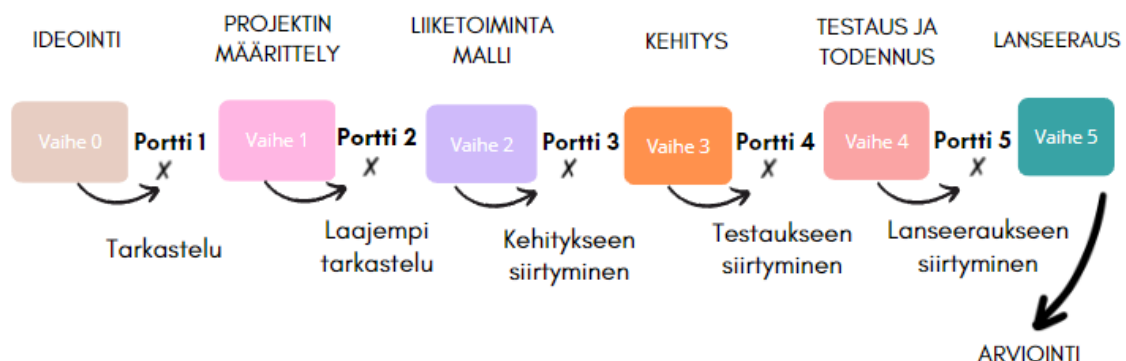 IDEOINTI
PROJEKTIN
MÄÄRITTELY
LIIKETOIMINTA
MALLI
KEHITYS
TESTAUS JA
TODENNUS
LANSEERAUS
Vaihe 0
Portti 1
X
Vaihe 1
Portti 2
X
Vaihe 2
Portti 3
X
Vaihe 3
Portti 4
X
Vaihe 4
Portti 5
X
Vaihe 5
Tarkastelu
Laajempi
tarkastelu
Kehitykseen
siirtyminen
Testaukseen
siirtyminen
Lanseeraukseen
siirtyminen
ARVIOINTI